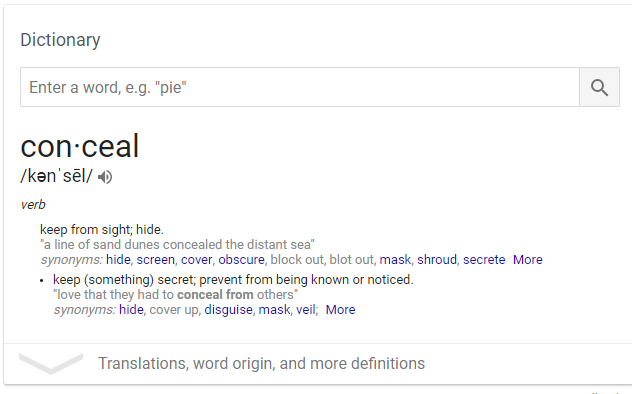 Dictionary
Enter a word, e.g. "pie"
con·ceal
/kənˈsēl/
verb
keep from sight; hide.
"a line of sand dunes concealed the distant sea"
synonyms: hide, screen, cover, obscure, block out, blot out, mask, shroud, secrete More
• keep (something) secret; prevent from being known or noticed.
"love that they had to conceal from others"
synonyms: hide, cover up, disguise, mask, veil; More
Translations, word origin, and more definitions